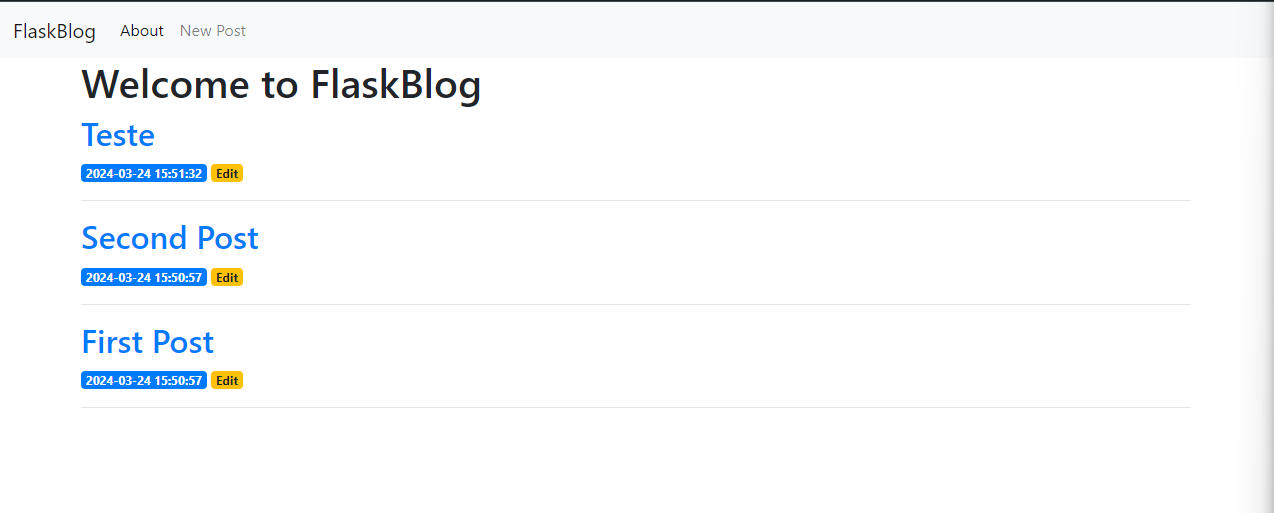 FlaskBlog About New Post
Welcome to FlaskBlog
Teste
2024-03-24 15:51:32 Edit
Second Post
2024-03-24 15:50:57 Edit
First Post
2024-03-24 15:50:57 Edit